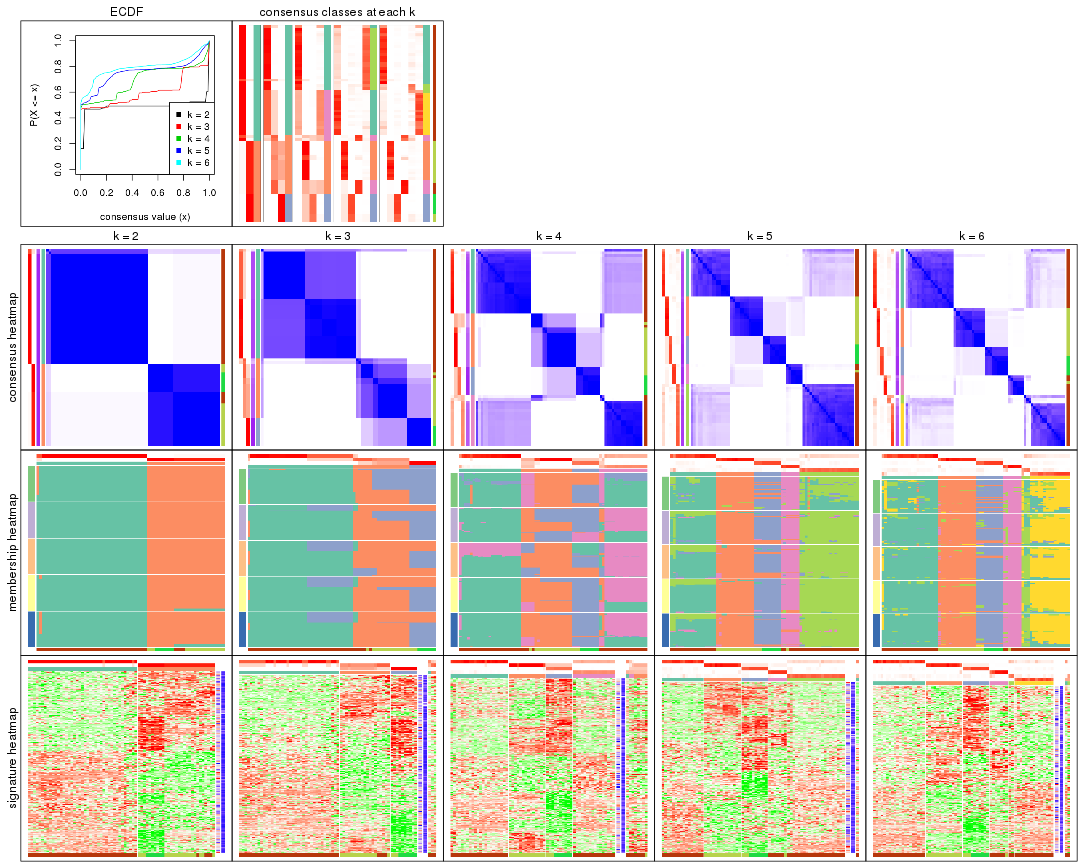 ECDF
consensus classes at each k
P(X <= x)
0.0
0.2
0.4
0.6
0.8
1.0
k = 2
k = 3
k = 4
k = 5
k = 6
0.0 0.2 0.4 0.6 0.8 1.0
consensus value (x)
k = 2
k = 3
k = 4
k = 5
k = 6
consensus heatmap
membership heatmap
signature heatmap